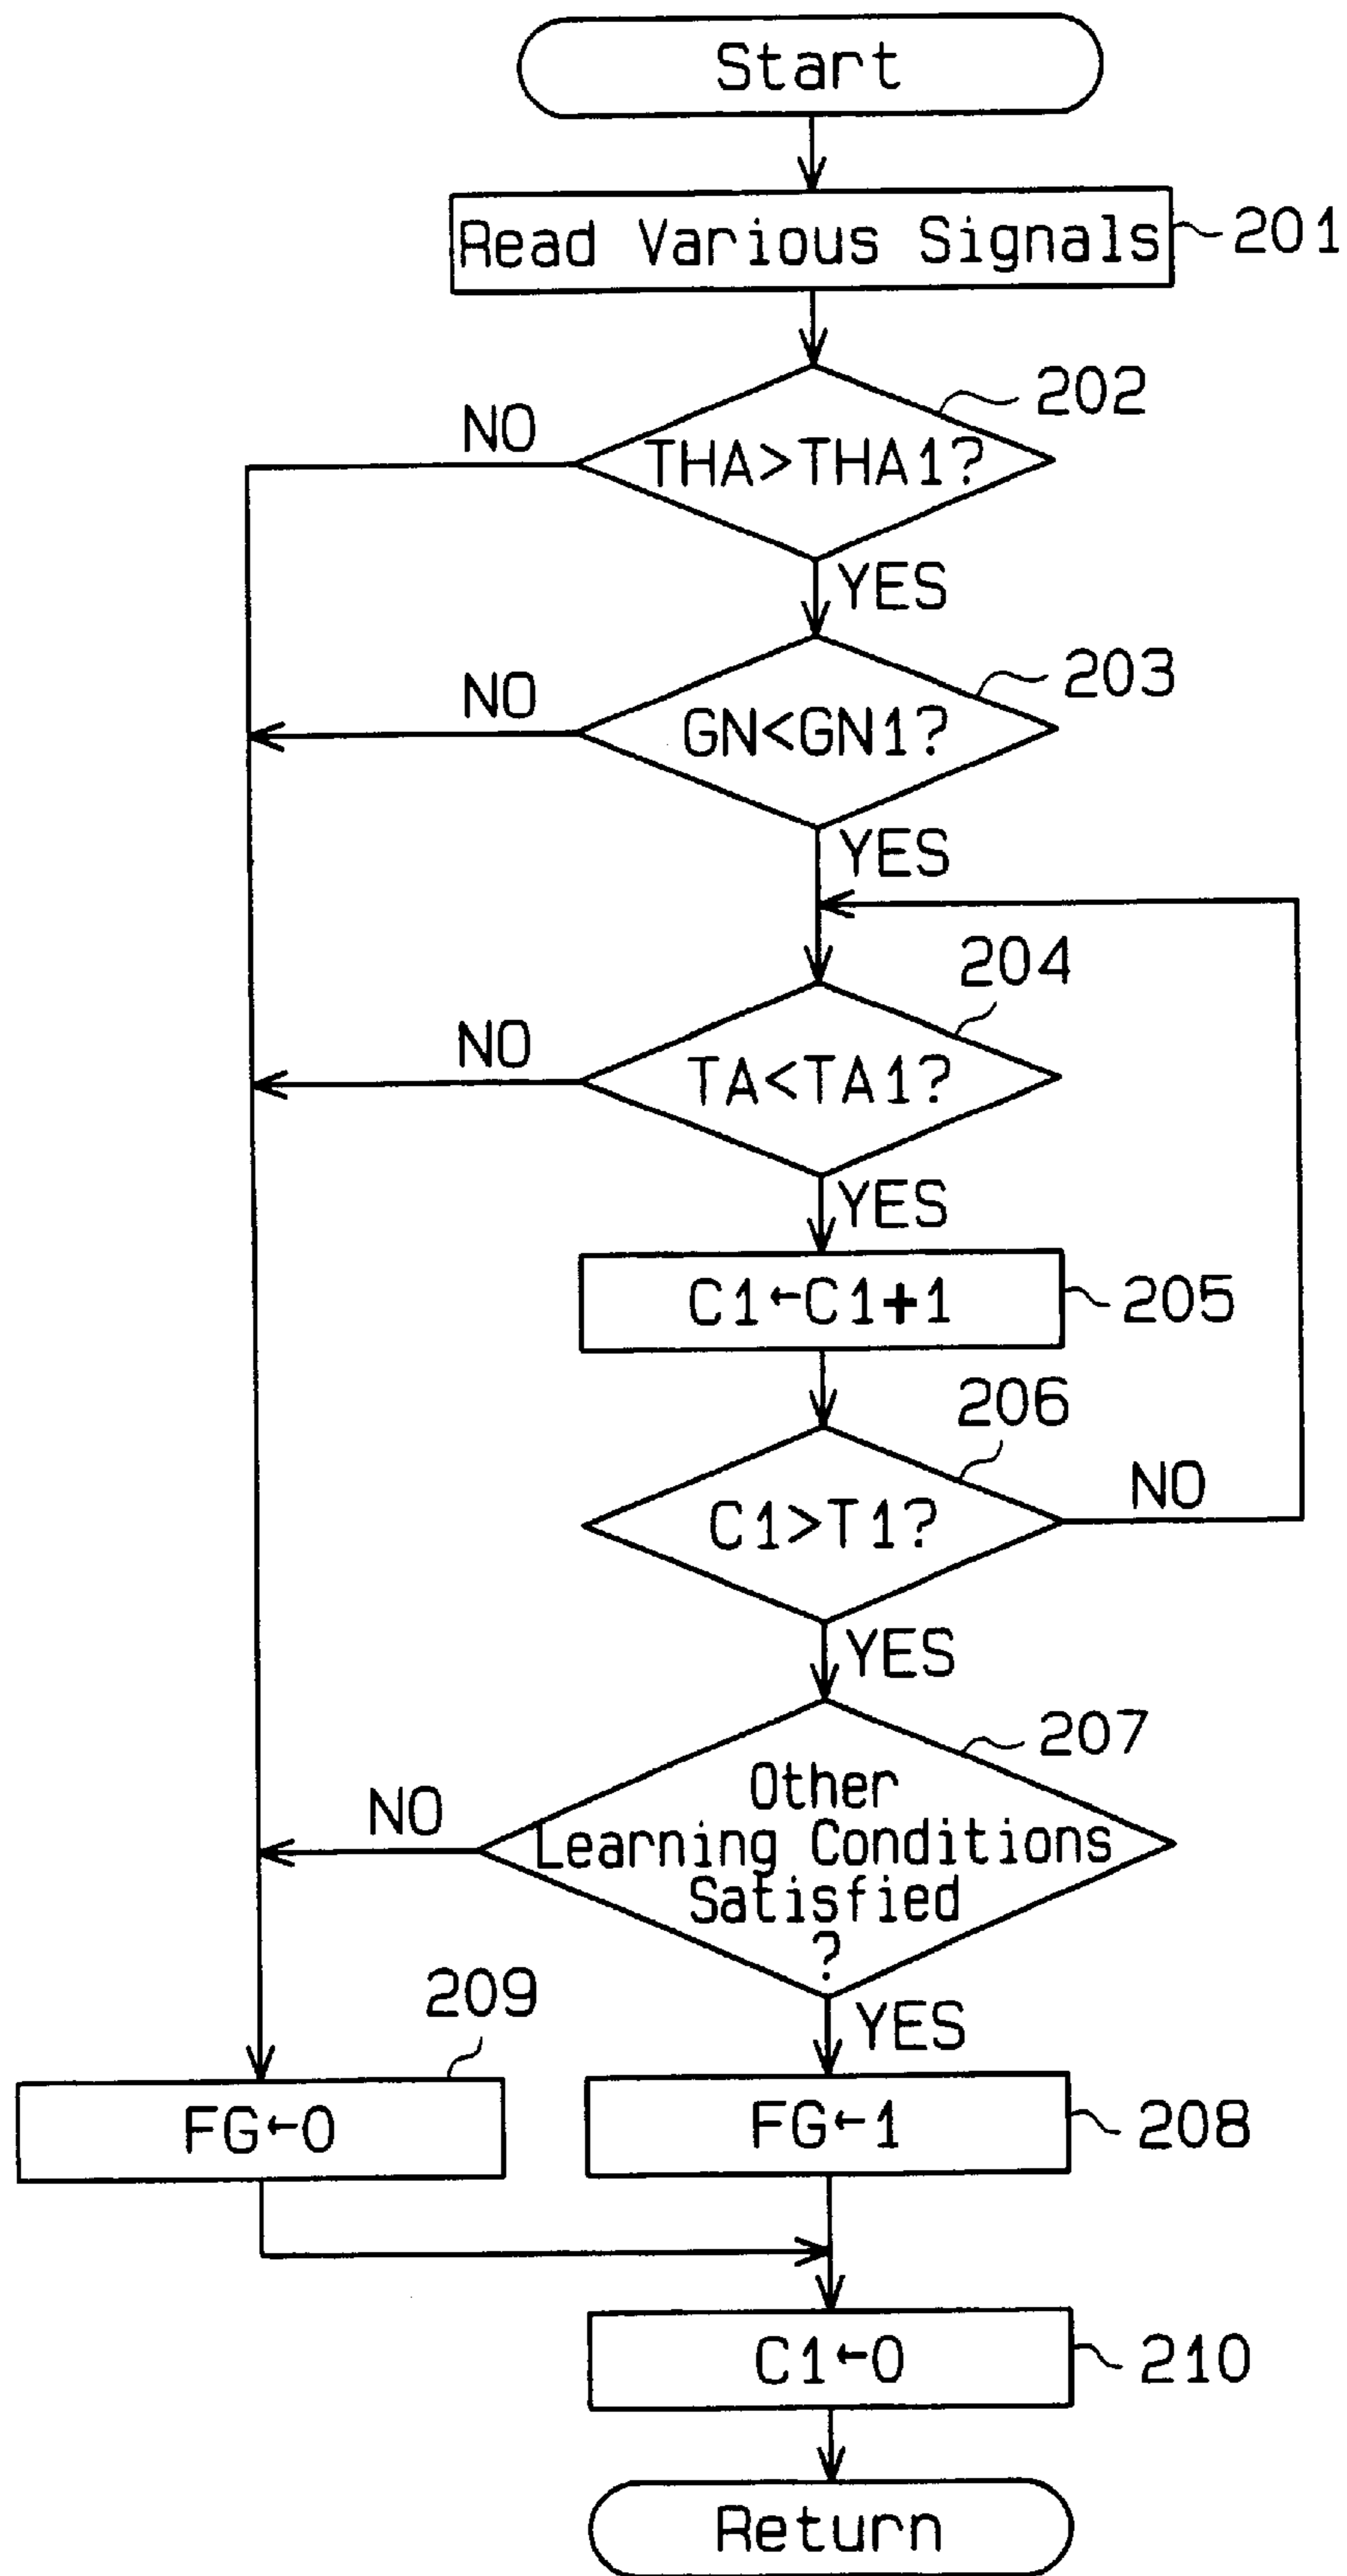 Start
Read Various Signals
201
202
NO
THA>THA1?
YES
203
NO
GN<GN1?
YES
204
NO
TA<TA1?
YES
C1←C1+1
205
206
C1>T1?
NO
YES
207
Other
NO
Learning Conditions
Satisfied
?
209
YES
FG←0
FG←1
208
C1←0
210
Return